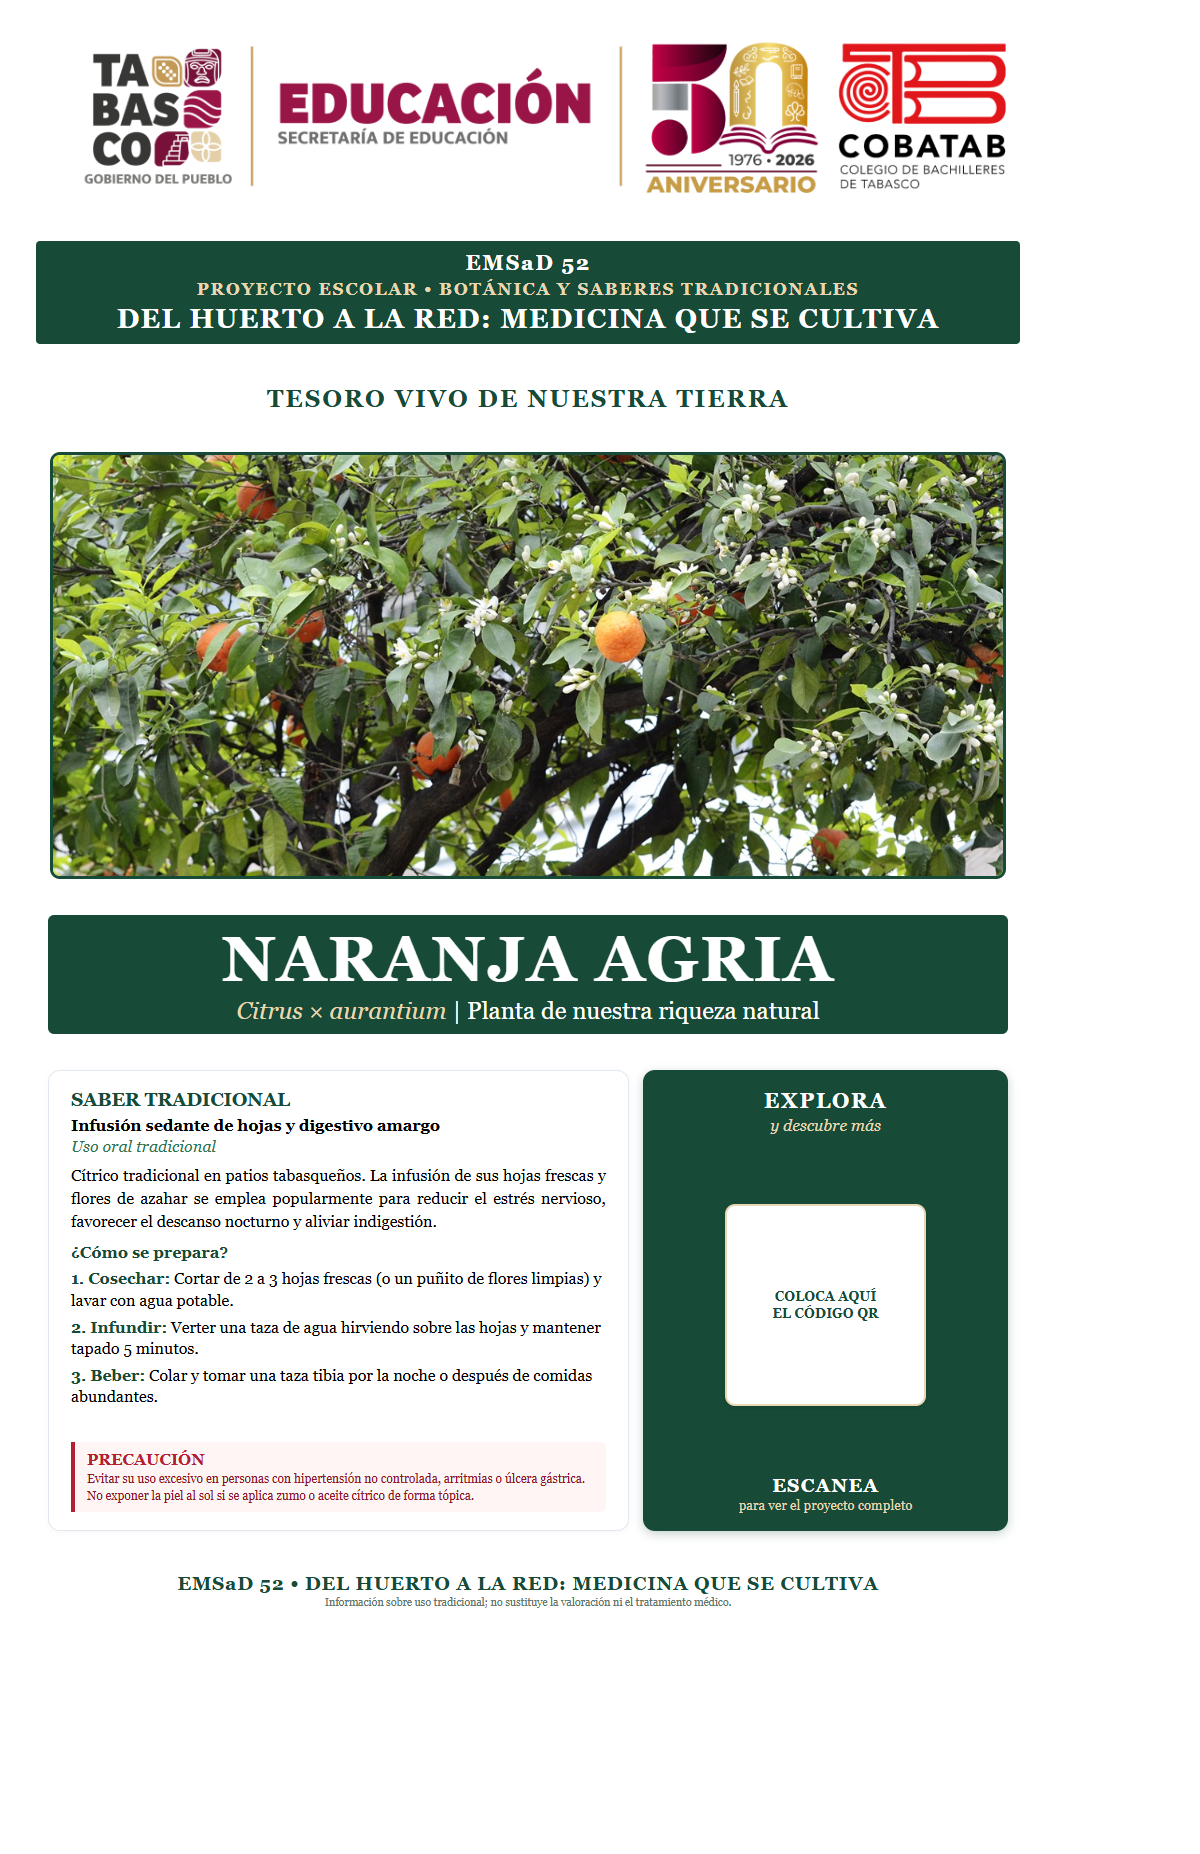 TA
BAS
CO
GOBIERNO DEL PUEBLO
EDUCACIÓN
SECRETARÍA DE EDUCACIÓN
50
1976 • 2026
ANIVERSARIO
CB
COBATAB
COLEGIO DE BACHILLERES
DE TABASCO
EMSaD 52
PROYECTO ESCOLAR • BOTÁNICA Y SABERES TRADICIONALES
DEL HUERTO A LA RED: MEDICINA QUE SE CULTIVA
TESORO VIVO DE NUESTRA TIERRA
NARANJA AGRIA
Citrus × aurantium | Planta de nuestra riqueza natural
SABER TRADICIONAL
Infusión sedante de hojas y digestivo amargo
Uso oral tradicional
Cítrico tradicional en patios tabasqueños. La infusión de sus hojas frescas y
flores de azahar se emplea popularmente para reducir el estrés nervioso,
favorecer el descanso nocturno y aliviar indigestión.
¿Cómo se prepara?
1. Cosechar: Cortar de 2 a 3 hojas frescas (o un puñito de flores limpias) y
lavar con agua potable.
2. Infundir: Verter una taza de agua hirviendo sobre las hojas y mantener
tapado 5 minutos.
3. Beber: Colar y tomar una taza tibia por la noche o después de comidas
abundantes.
PRECAUCIÓN
Evitar su uso excesivo en personas con hipertensión no controlada, arritmias o úlcera gástrica.
No exponer la piel al sol si se aplica zumo o aceite cítrico de forma tópica.
EXPLORA
y descubre más
COLOCA AQUÍ
EL CÓDIGO QR
ESCANEA
para ver el proyecto completo
EMSaD 52 • DEL HUERTO A LA RED: MEDICINA QUE SE CULTIVA
Información sobre uso tradicional; no sustituye la valoración ni el tratamiento médico.